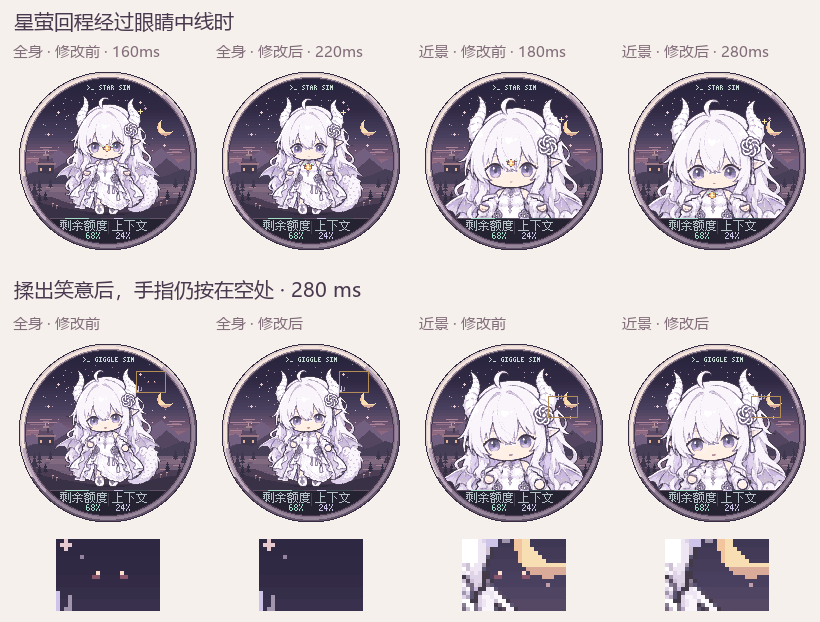 星萤回程经过眼睛中线时
全身 · 修改前 · 160ms
全身 · 修改后 · 220ms
近景 · 修改前 · 180ms
近景 · 修改后 · 280ms
>_ STAR SIM
>_ STAR SIM
>_ STAR SIM
>_ STAR SIM
剩余额度 上下文
68% 24%
剩余额度 上下文
68% 24%
剩余额度 上下文
68% 24%
剩余额度 上下文
68% 24%
揉出笑意后，手指仍按在空处 · 280 ms
全身 · 修改前
全身 · 修改后
近景 · 修改前
近景 · 修改后
>_ GIGGLE SIM
>_ GIGGLE SIM
>_ GIGGLE SIM
>_ GIGGLE SIM
剩余额度 上下文
68% 24%
剩余额度 上下文
68% 24%
剩余额度 上下文
68% 24%
剩余额度 上下文
68% 24%